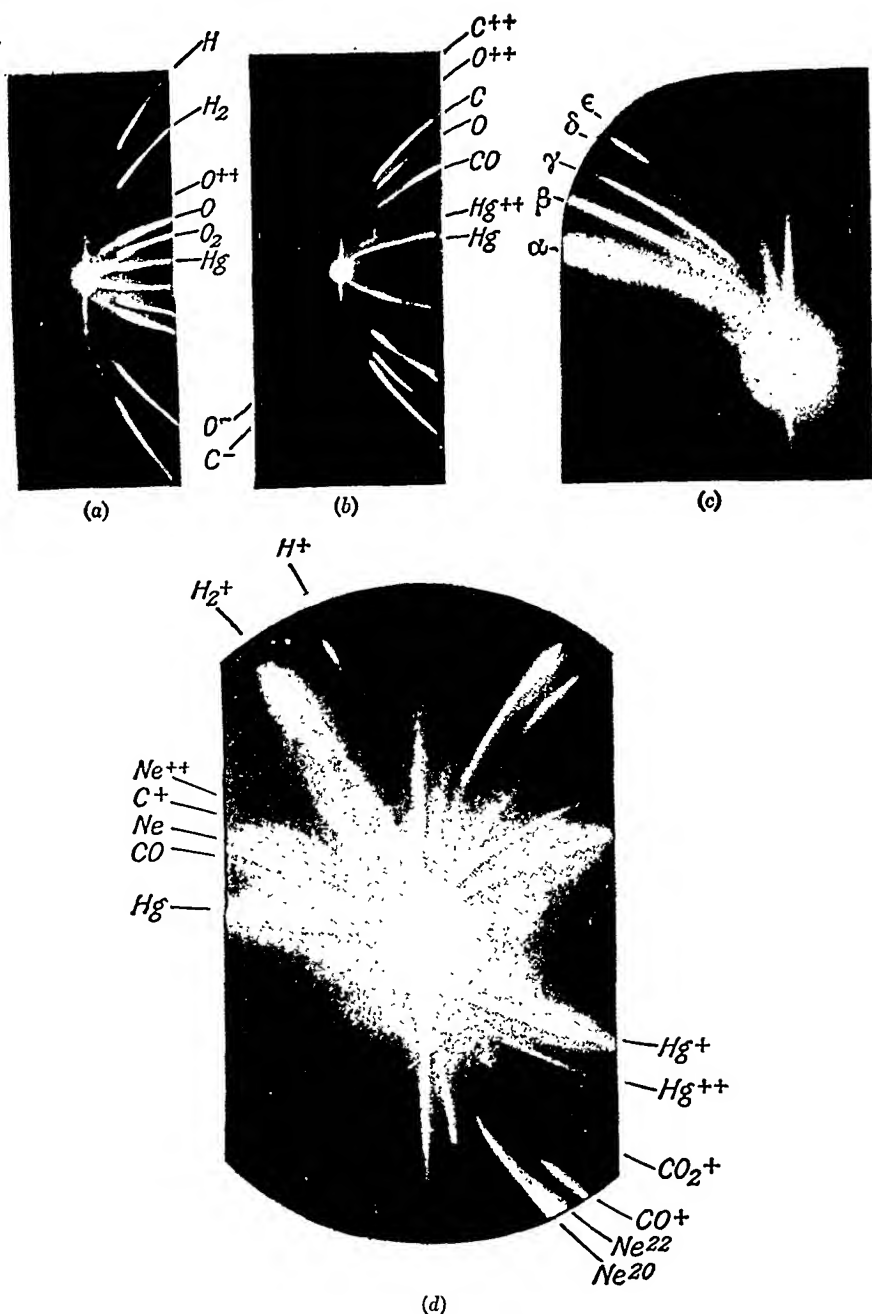 H
H2
O++
O
O2
Hg
(a)
C++
O++
C
O
CO
Hg++
Hg
O-
C-
(b)
ε
δ
γ
β
α
(c)
H+
H2+
Ne++
C+
Ne
CO
Hg
Hg+
Hg++
CO2+
CO+
Ne22
Ne20
(d)